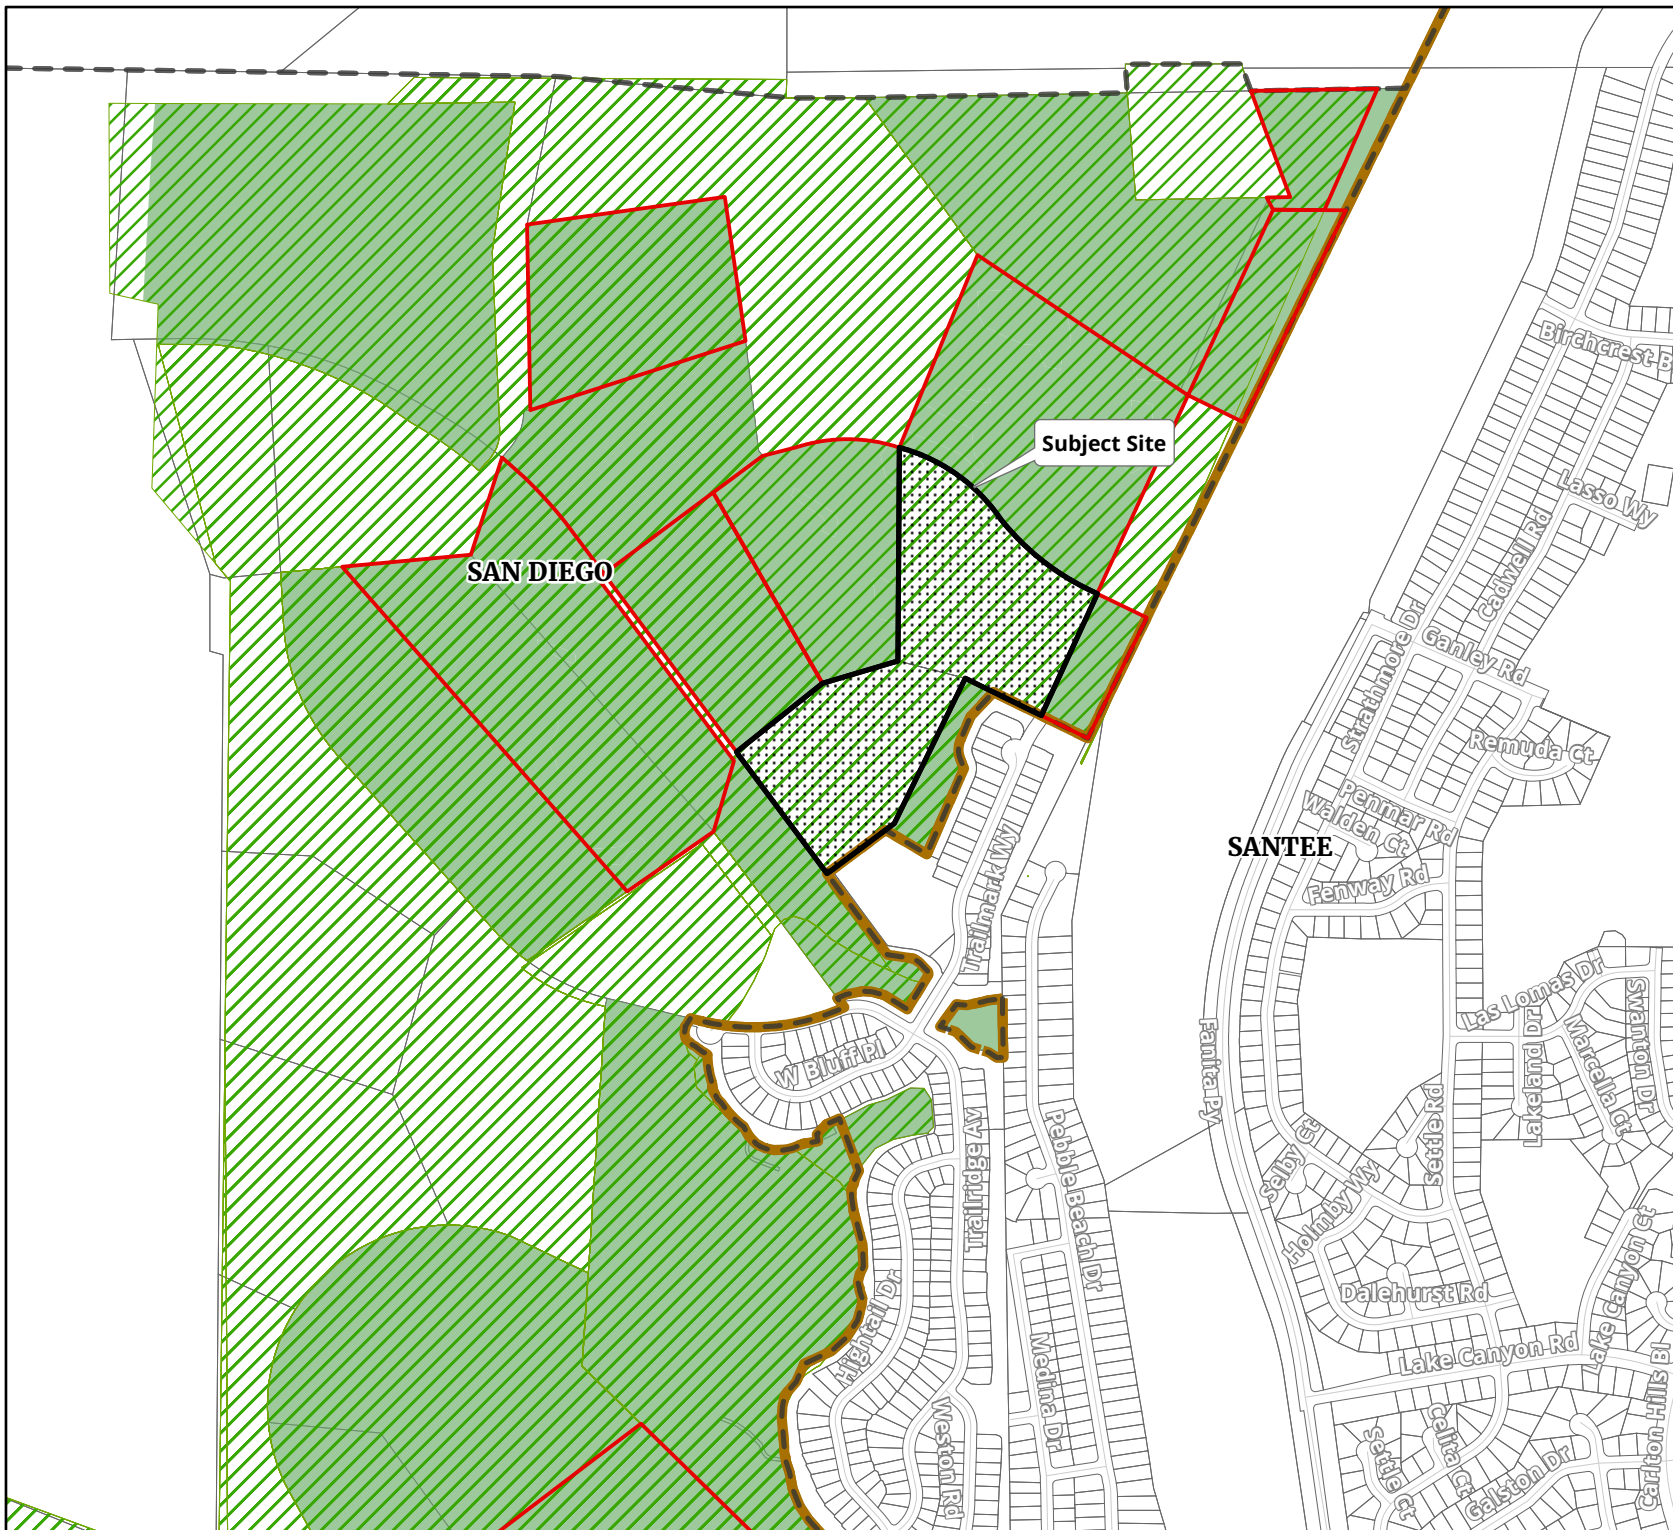 Birchcrest B
Subject Site
Lasso Wy
Cadwell Rd
SAN DIEGO
Ganley Rd
Strathmore Dr
Remuda Ct
Penmar Rd
Walden Ct
SANTEE
Trailmark Wy
Fenway Rd
Las Lomas Dr
Swanton Dr
Fanita Py
W Bluff Pl
Lakeland Dr
Marcella Ct
Settle Rd
Selby Ct
Pebble Beach Dr
Trailridge Av
Holmby Wy
Lake Canyon Ct
Dalehurst Rd
Hightail Dr
Lake Canyon Rd
Medina Dr
Weston Rd
Celita Ct
Settle Ct
Galston Dr
Carlton Hills Bl